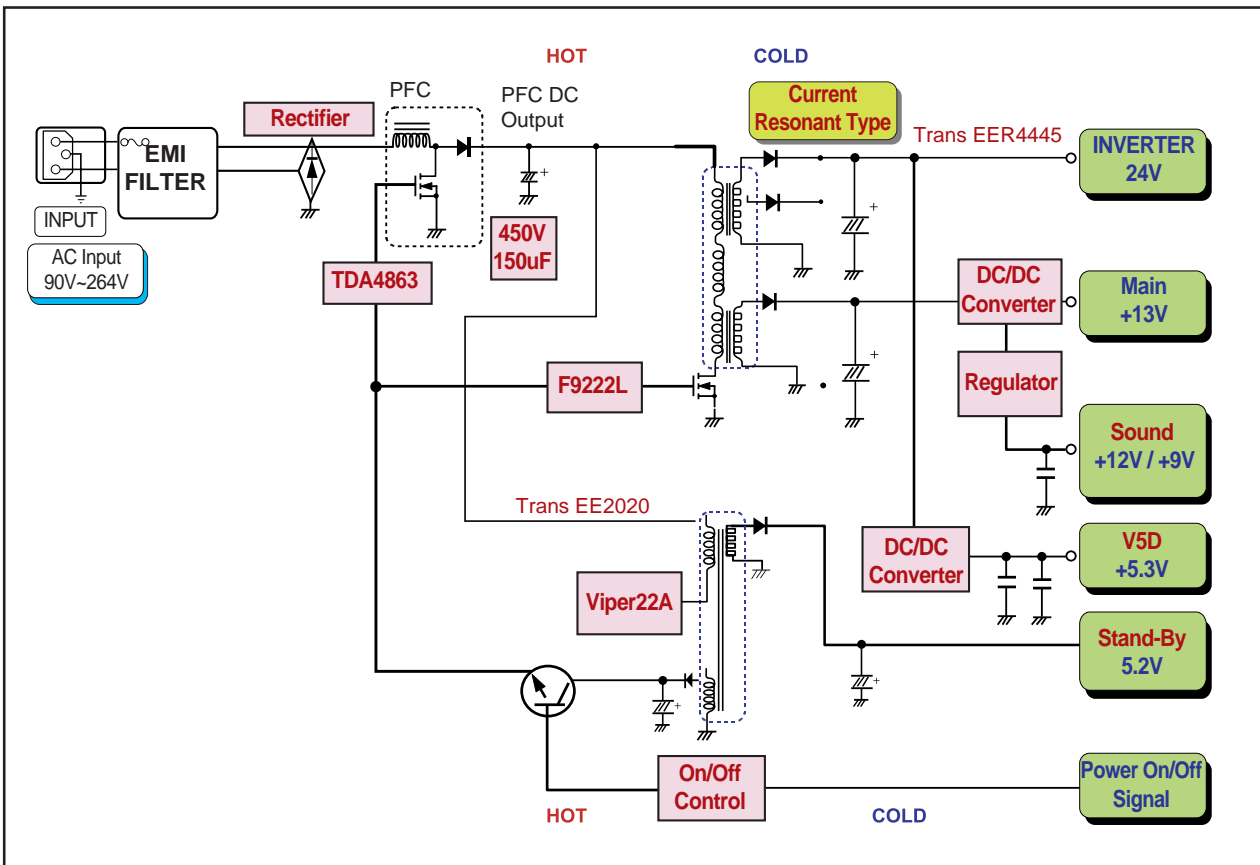 HOT
COLD
PFC
PFC DC
Output
Rectifier
Current
Resonant Type
Trans EER4445
INVERTER
24V
EMI
FILTER
INPUT
AC Input
90V~264V
450V
150uF
TDA4863
DC/DC
Converter
Main
+13V
F9222L
Regulator
Sound
+12V / +9V
Trans EE2020
DC/DC
Converter
V5D
+5.3V
Viper22A
Stand-By
5.2V
On/Off
Control
Power On/Off
Signal
HOT
COLD
+
+
+
+
+